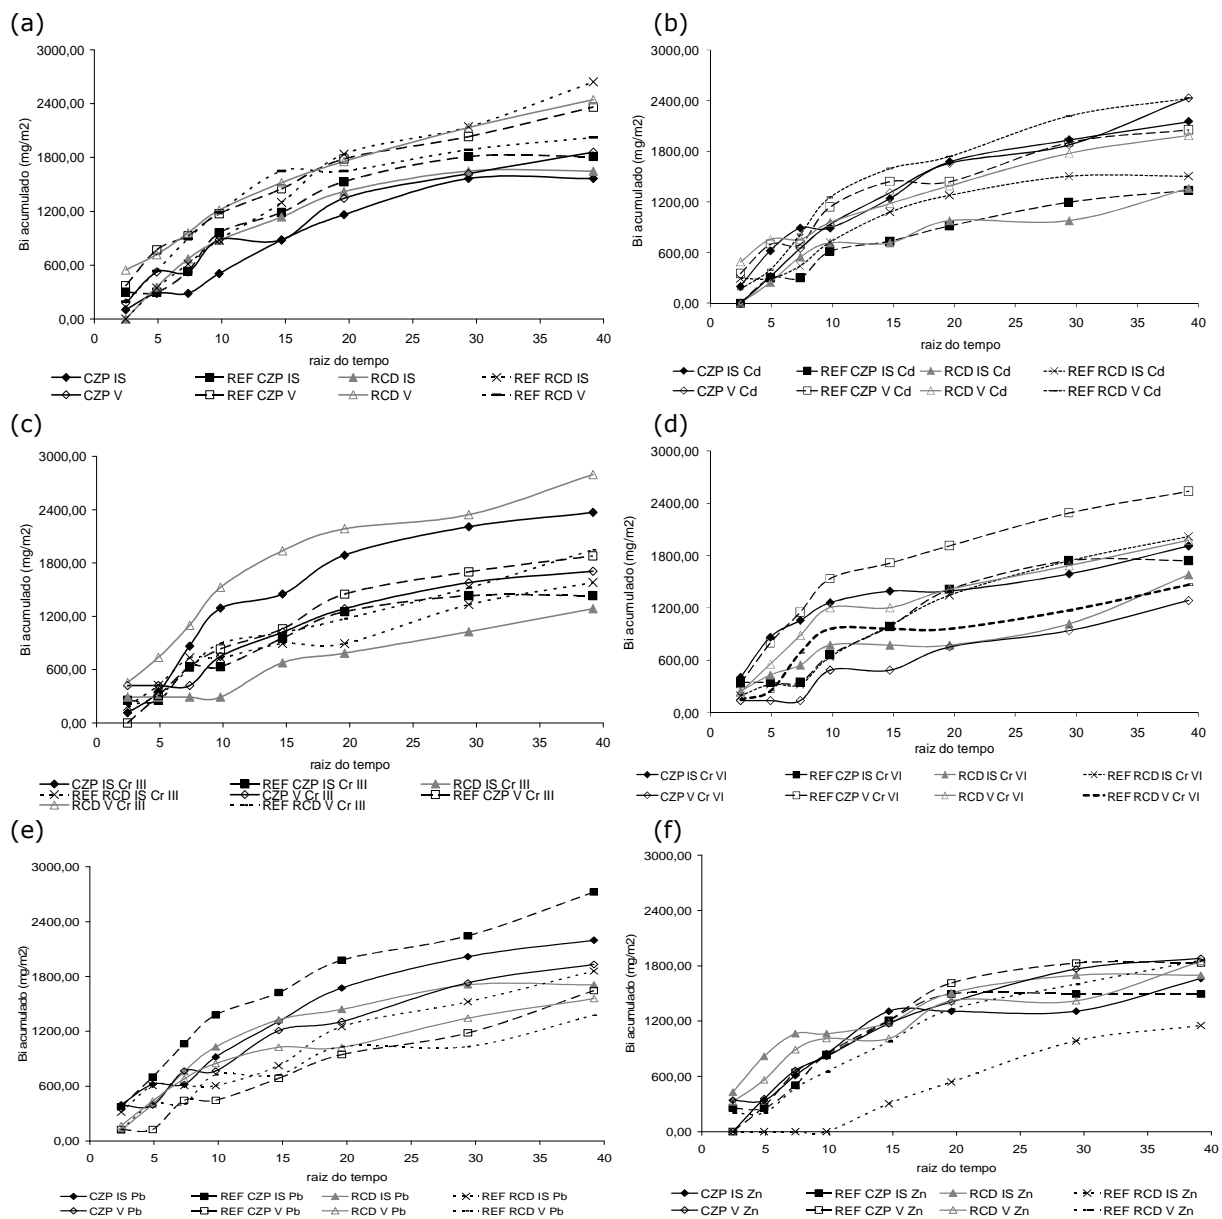 (a)
Bi acumulado (mg/m2)
3000,00
2400,00
1800,00
1200,00
600,00
0,00
0 5 10 15 20 25 30 35 40
raiz do tempo
CZP IS REF CZP IS RCD IS REF RCD IS
CZP V REF CZP V RCD V REF RCD V
(b)
Bi acumulado (mg/m2)
3000,00
2400,00
1800,00
1200,00
600,00
0,00
0 5 10 15 20 25 30 35 40
raiz do tempo
CZP IS Cd REF CZP IS Cd RCD IS Cd REF RCD IS Cd
CZP V Cd REF CZP V Cd RCD V Cd REF RCD V Cd
(c)
Bi acumulado (mg/m2)
3000,00
2400,00
1800,00
1200,00
600,00
0,00
0 5 10 15 20 25 30 35 40
raiz do tempo
CZP IS Cr III REF CZP IS Cr III RCD IS Cr III
REF RCD IS Cr III CZP V Cr III REF CZP V Cr III
RCD V Cr III REF RCD V Cr III
(d)
Bi acumulado (mg/m2)
3000,00
2400,00
1800,00
1200,00
600,00
0,00
0 5 10 15 20 25 30 35 40
raiz do tempo
CZP IS Cr VI REF CZP IS Cr VI RCD IS Cr VI REF RCD IS Cr VI
CZP V Cr VI REF CZP V Cr VI RCD V Cr VI REF RCD V Cr VI
(e)
Bi acumulado (mg/m2)
3000,00
2400,00
1800,00
1200,00
600,00
0,00
0 5 10 15 20 25 30 35 40
raiz do tempo
CZP IS Pb REF CZP IS Pb RCD IS Pb REF RCD IS Pb
CZP V Pb REF CZP V Pb RCD V Pb REF RCD V Pb
(f)
Bi acumulado (mg/m2)
3000,00
2400,00
1800,00
1200,00
600,00
0,00
0 5 10 15 20 25 30 35 40
raiz do tempo
CZP IS Zn REF CZP IS Zn RCD IS Zn REF RCD IS Zn
CZP V Zn REF CZP V Zn RCD V Zn REF RCD V Zn